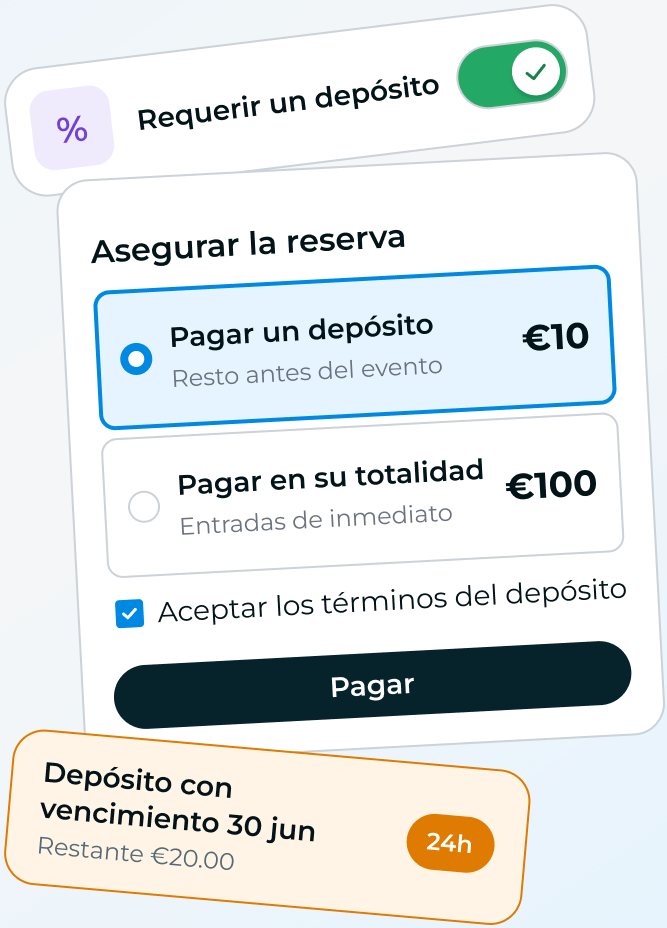 %
Requerir un depósito
Asegurar la reserva
Pagar un depósito
€10
Resto antes del evento
Pagar en su totalidad
€100
Entradas de inmediato
Aceptar los términos del depósito
Pagar
Depósito con
vencimiento 30 jun
24h
Restante €20.00